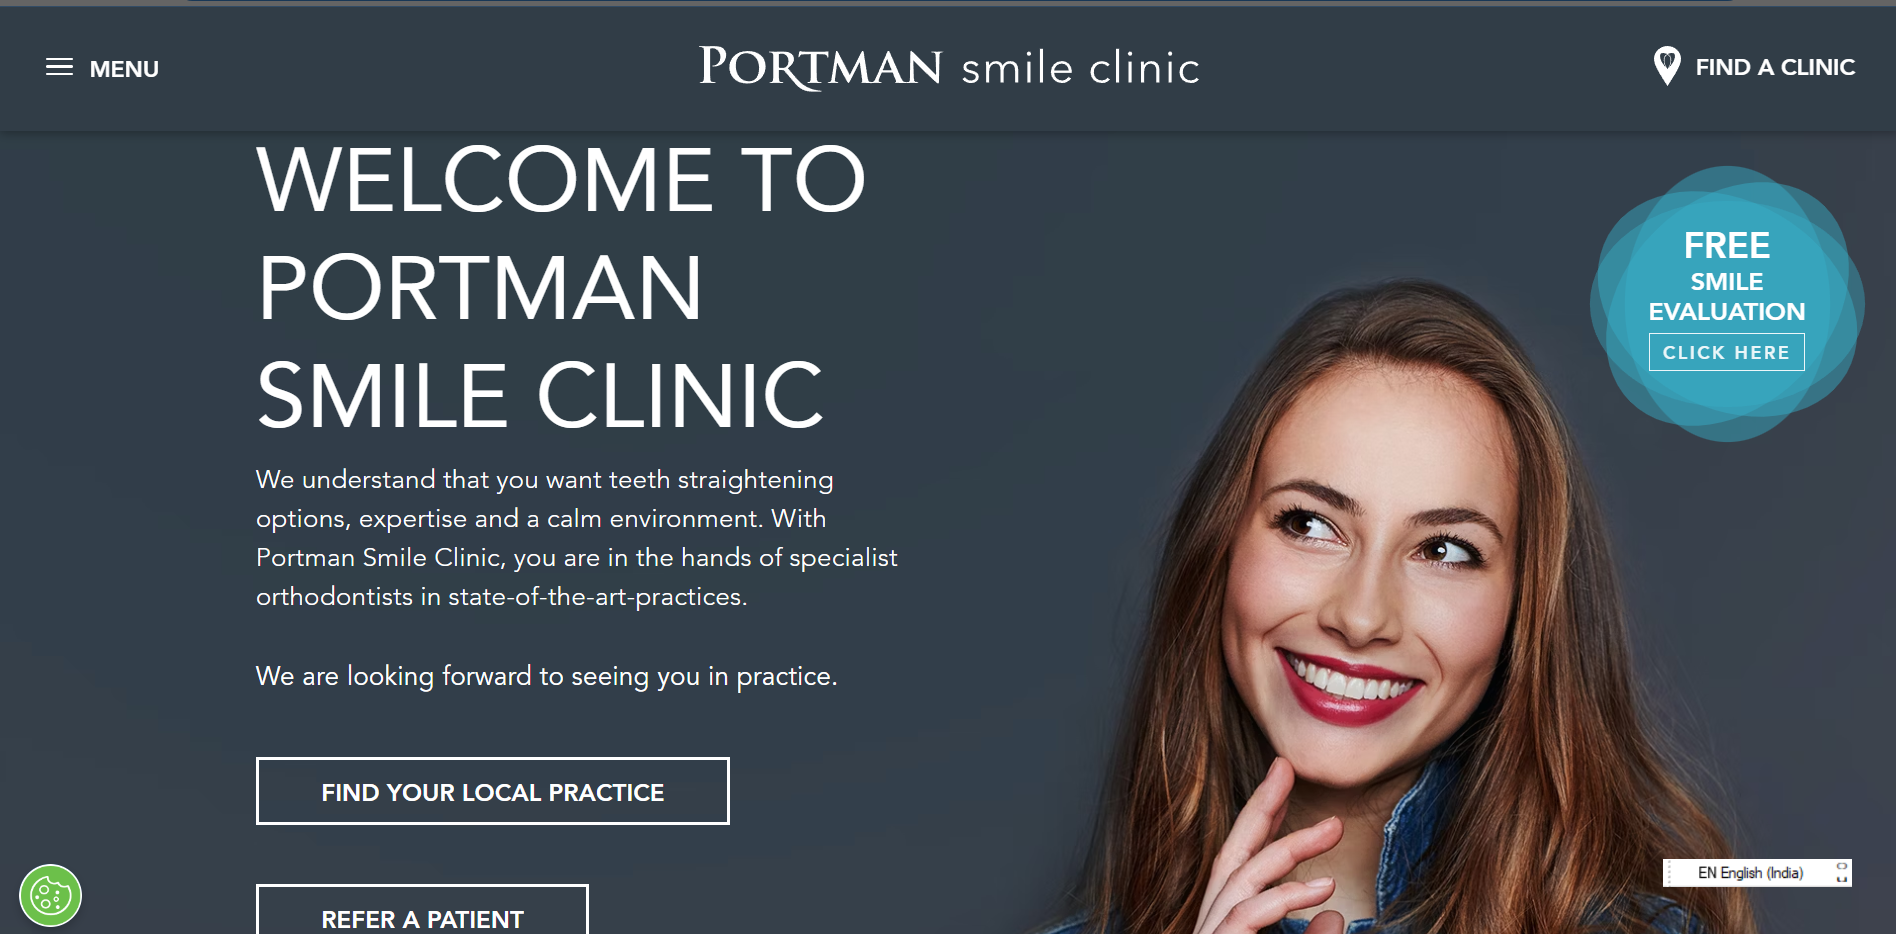 MENU
PORTMAN smile clinic
FIND A CLINIC
WELCOME TO
PORTMAN
SMILE CLINIC
We understand that you want teeth straightening
options, expertise and a calm environment. With
Portman Smile Clinic, you are in the hands of specialist
orthodontists in state-of-the-art-practices.
We are looking forward to seeing you in practice.
FIND YOUR LOCAL PRACTICE
REFER A PATIENT
FREE
SMILE
EVALUATION
CLICK HERE
EN English (India)